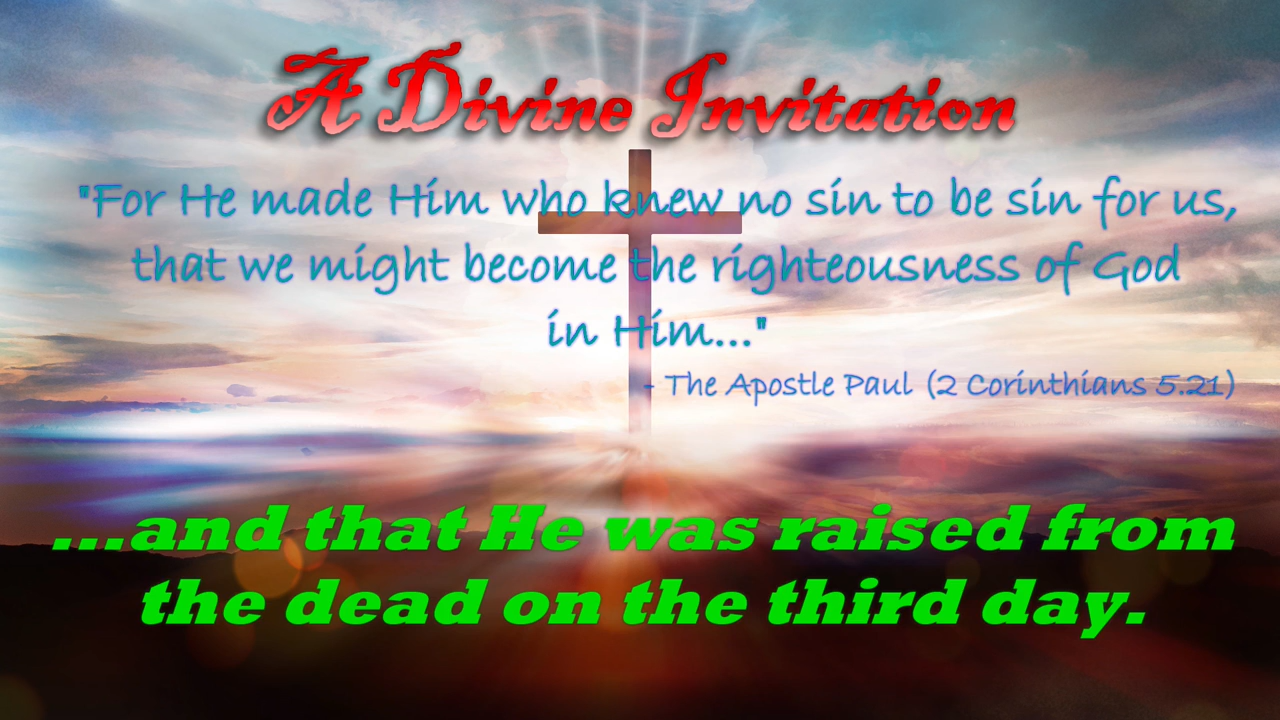 A Divine Invitation
"For He made Him who knew no sin to be sin for us,
that we might become the righteousness of God
in Him..."
- The Apostle Paul (2 Corinthians 5.21)
...and that He was raised from
the dead on the third day.